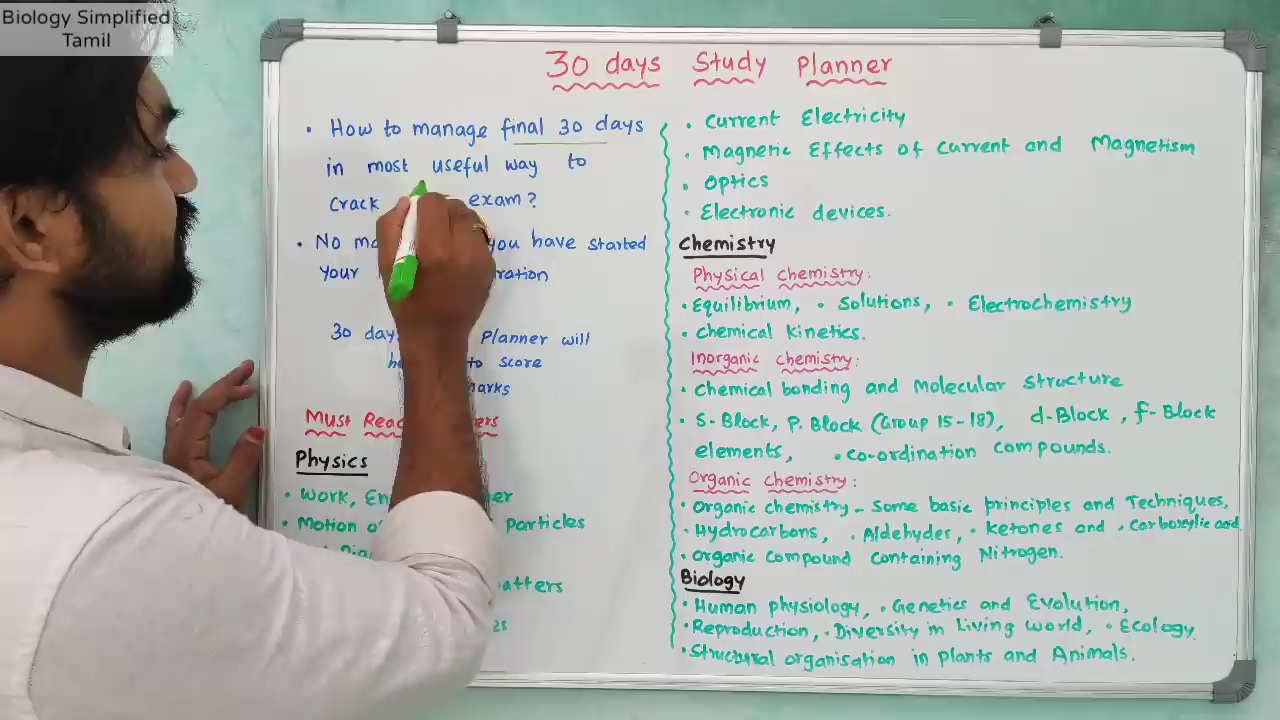 Biology Simplified
Tamil
30 days Study Planner
• How to manage final 30 days
in most useful way to
crack exam?
• No you have started
your
30 Planner will
to score
Must
Physics
• Work,
• Motion particles
• Current Electricity
• Magnetic Effects of Current and Magnetism
• Optics
• Electronic devices.
Chemistry
Physical chemistry:
• Equilibrium, • Solutions, • Electrochemistry
• Chemical Kinetics.
Inorganic chemistry:
• Chemical bonding and Molecular structure
• S-Block, P-Block (Group 15-18), d-Block, f-Block
elements, • Co-ordination compounds.
Organic chemistry:
• Organic chemistry - Some basic principles and Techniques,
• Hydrocarbons, • Aldehydes, • ketones and • Carboxylic acid
• Organic Compound Containing Nitrogen.
Biology
• Human physiology, • Genetics and Evolution,
• Reproduction, • Diversity in Living world, • Ecology
• Structural organisation in Plants and Animals.